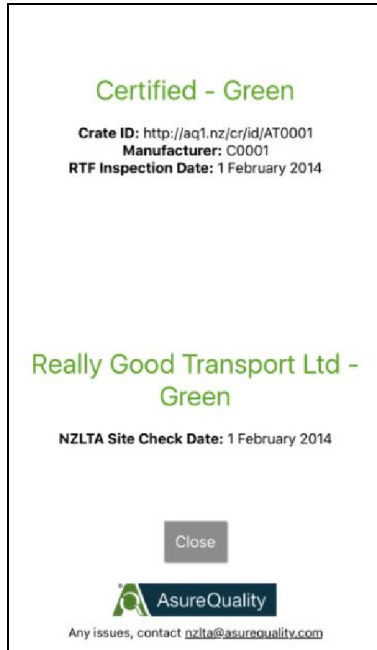 Certified - Green
Crate ID: http://aq1.nz/cr/id/AT0001
Manufacturer: C0001
RTF Inspection Date: 1 February 2014
Really Good Transport Ltd -
Green
NZLTA Site Check Date: 1 February 2014
Close
AsureQuality
Any issues, contact nzlta@asurequality.com